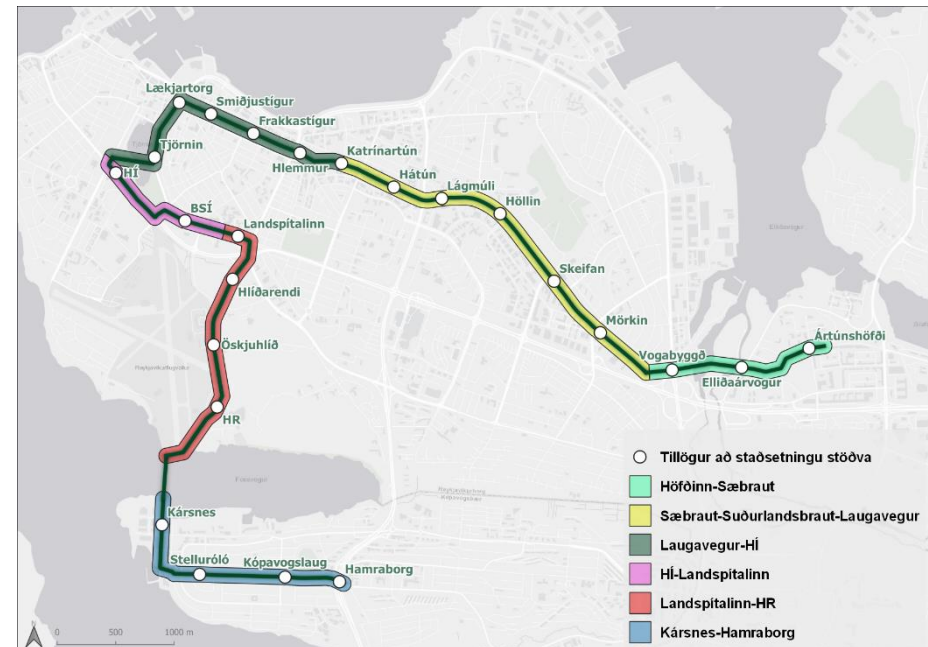 Lækjartorg
Smiðjustígur
Frakkastígur
Tjörnin
Katrínartún
Hlemmur
HÍ
Hátún
Lágmúli
BSÍ
Höllin
Landspítalinn
Skeifan
Hlíðarendi
Mörkin
Öskjuhlíð
Ártúnshöfði
Vogabyggð
Elliðaárvogur
HR
Kársnes
Stelluróló
Kópavogslaug
Hamraborg
Tillögur að staðsetningu stöðva
Höfðinn-Sæbraut
Sæbraut-Suðurlandsbraut-Laugavegur
Laugavegur-HÍ
HÍ-Landspítalinn
Landspítalinn-HR
Kársnes-Hamraborg
N
0 500 1000 m